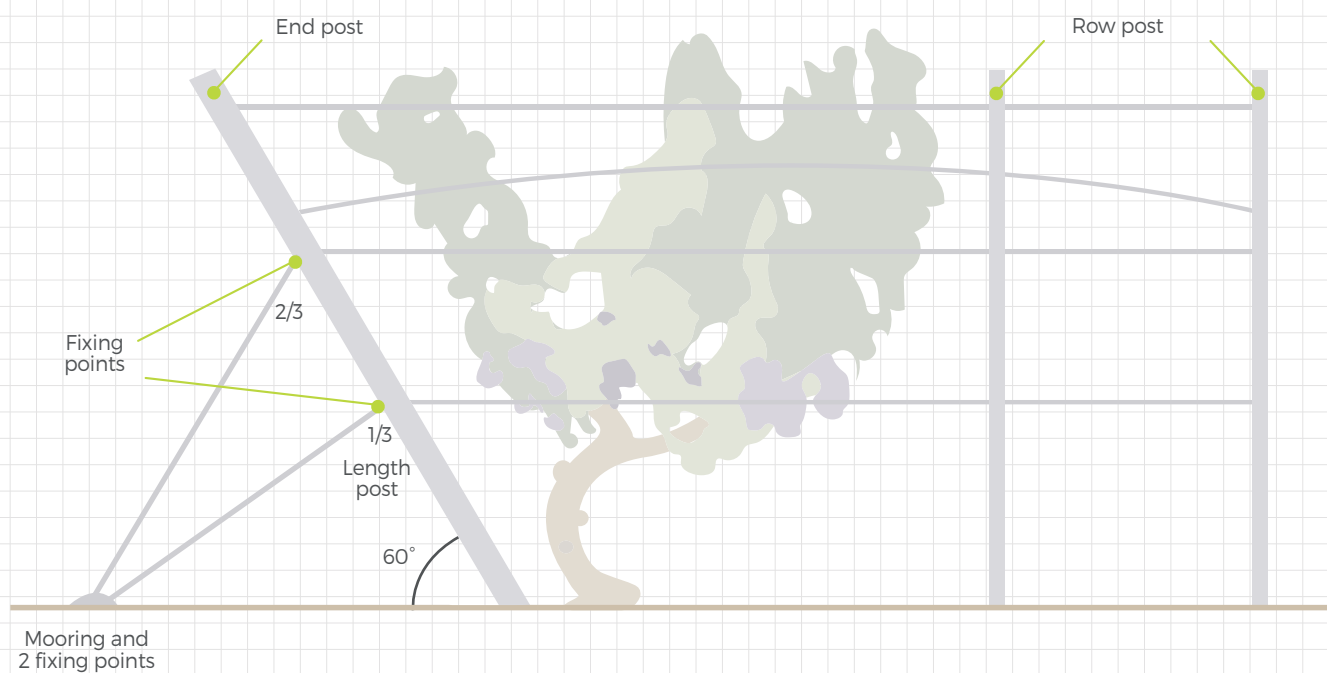 End post
Row post
2/3
Fixing
points
1/3
Length
post
60°
Mooring and
2 fixing points